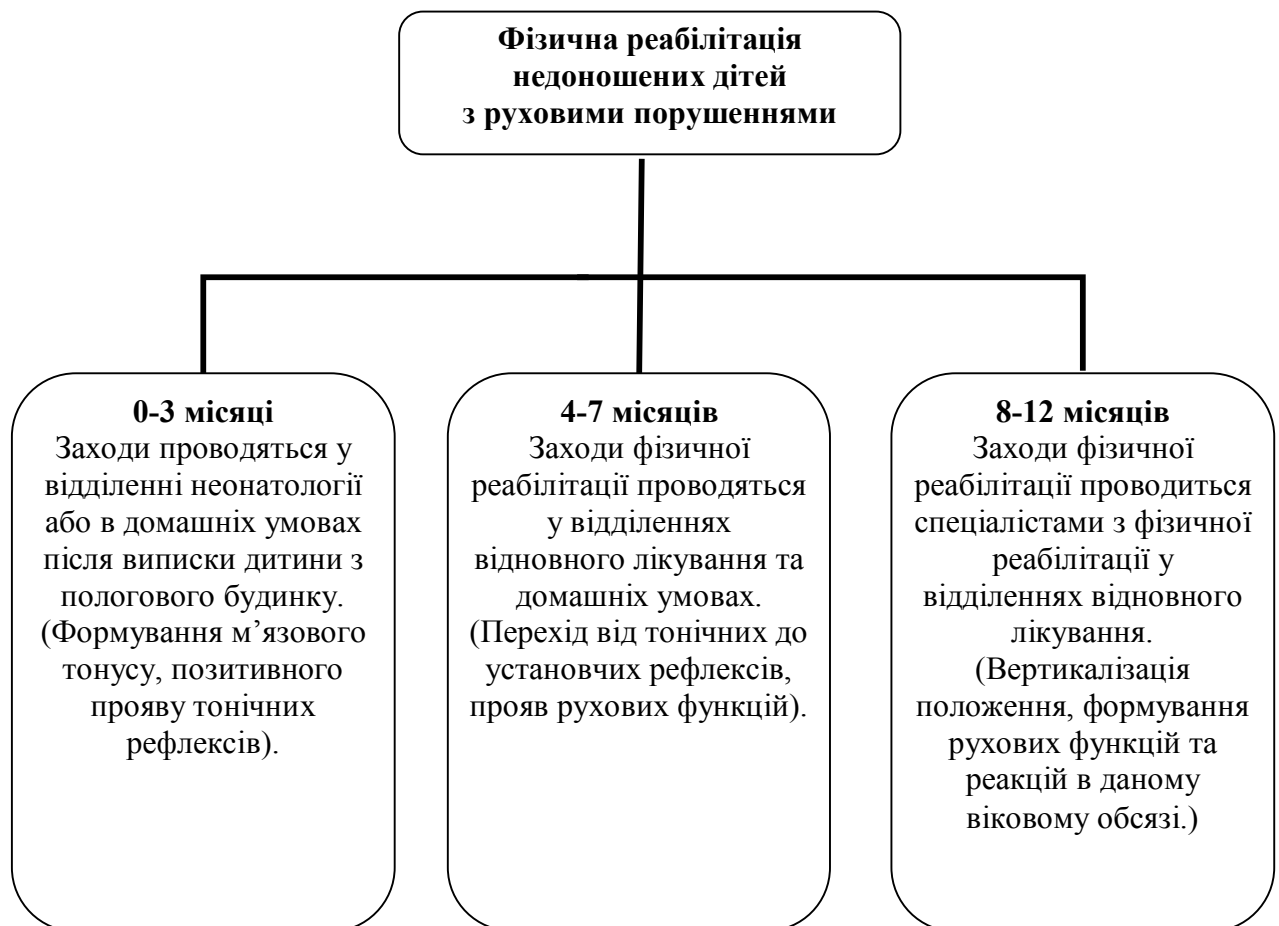 Фізична реабілітація
недоношених дітей
з руховими порушеннями
0-3 місяці
Заходи проводяться у
відділенні неонатології
або в домашніх умовах
після виписки дитини з
пологового будинку.
(Формування м’язового
тонусу, позитивного
прояву тонічних
рефлексів).
4-7 місяців
Заходи фізичної
реабілітації проводяться
у відділеннях
відновного лікування та
домашніх умовах.
(Перехід від тонічних до
установчих рефлексів,
прояв рухових функцій).
8-12 місяців
Заходи фізичної
реабілітації проводиться
спеціалістами з фізичної
реабілітації у
відділеннях відновного
лікування.
(Вертикалізація
положення, формування
рухових функцій та
реакцій в даному
віковому обсязі.)